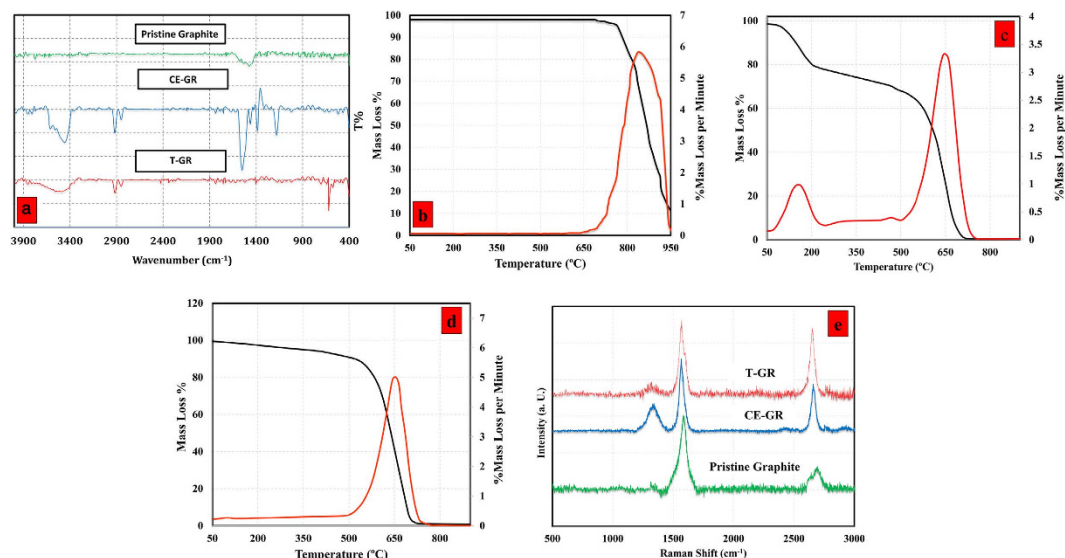 Pristine Graphite
CE-GR
T-GR
T%
a
3900 3400 2900 2400 1900 1400 900 400
Wavenumber (cm-1)
100
90
80
70
60
50
40
30
20
10
0
Mass Loss %
7
6
5
4
3
2
1
0
%Mass Loss per Minute
b
50 200 350 500 650 800 950
Temperature (ºC)
100
80
60
40
20
0
Mass Loss %
4
3.5
3
2.5
2
1.5
1
0.5
0
%Mass Loss per Minute
c
50 200 350 500 650 800
Temperature (ºC)
120
100
80
60
40
20
0
Mass Loss %
7
6
5
4
3
2
1
0
%Mass Loss per Minute
d
50 200 350 500 650 800
Temperature (ºC)
e
T-GR
CE-GR
Pristine Graphite
Intensity (a. U.)
500 1000 1500 2000 2500 3000
Raman Shift (cm-1)